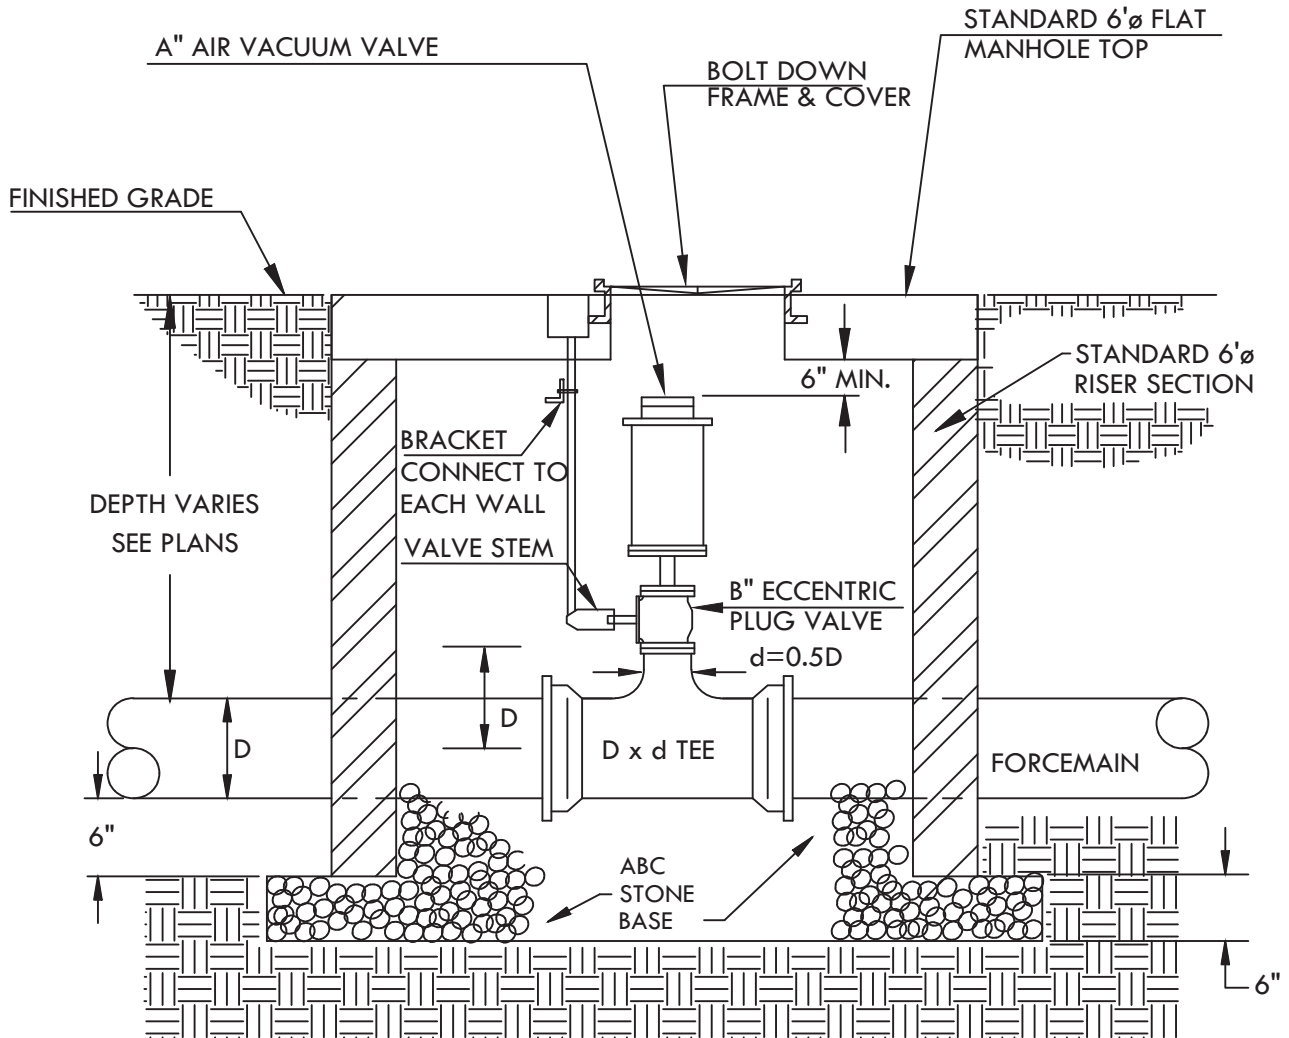 STANDARD 6'ø FLAT
MANHOLE TOP
A" AIR VACUUM VALVE
BOLT DOWN
FRAME & COVER
FINISHED GRADE
STANDARD 6'ø
RISER SECTION
6" MIN.
BRACKET
CONNECT TO
EACH WALL
DEPTH VARIES
SEE PLANS
VALVE STEM
B" ECCENTRIC
PLUG VALVE
d=0.5D
D
D
D x d TEE
FORCEMAIN
6"
ABC
STONE
BASE
6"